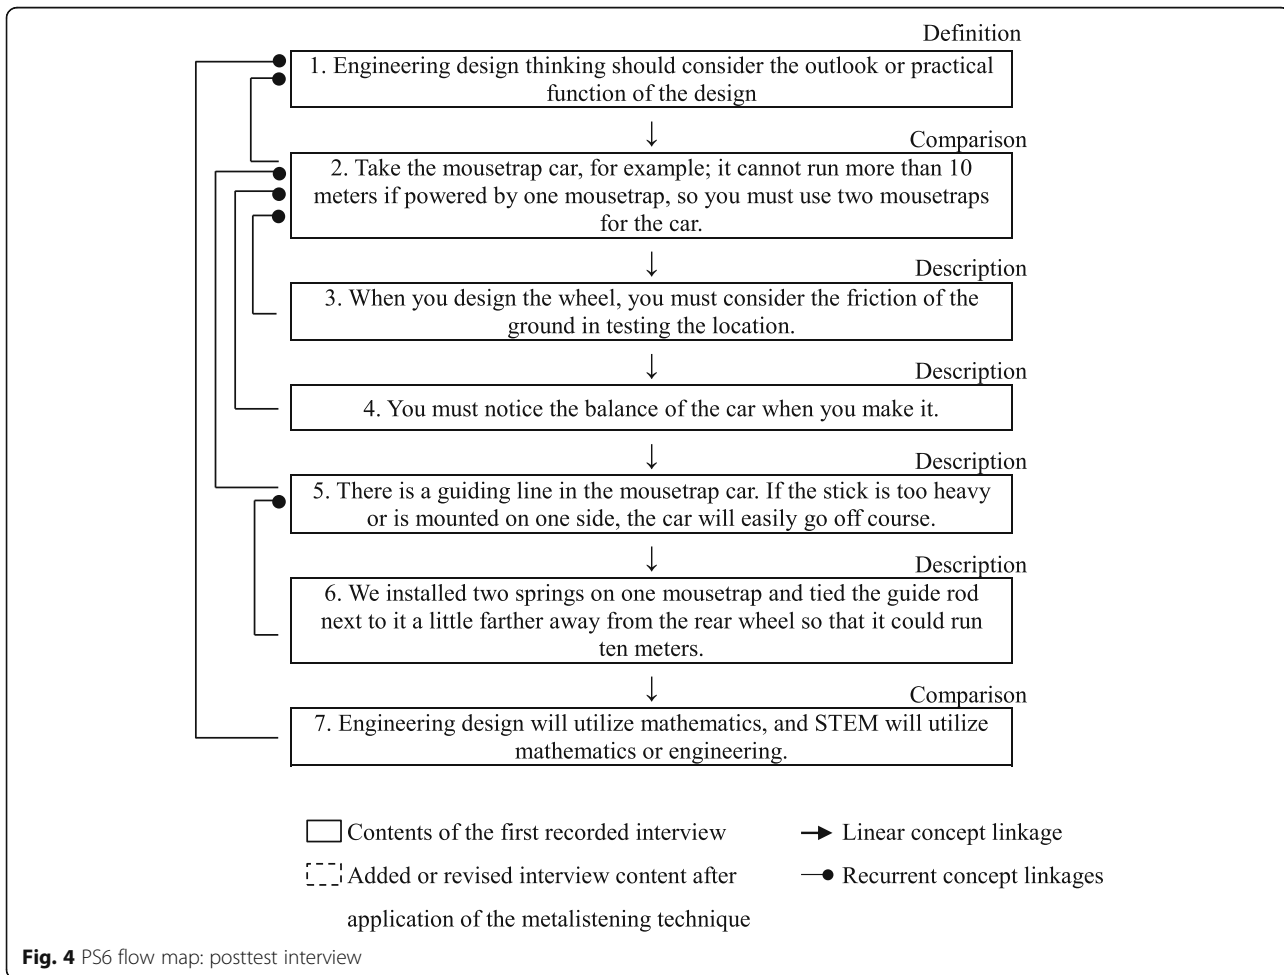 Definition
1. Engineering design thinking should consider the outlook or practical
function of the design
↓
Comparison
2. Take the mousetrap car, for example; it cannot run more than 10
meters if powered by one mousetrap, so you must use two mousetraps
for the car.
↓
Description
3. When you design the wheel, you must consider the friction of the
ground in testing the location.
↓
Description
4. You must notice the balance of the car when you make it.
↓
Description
5. There is a guiding line in the mousetrap car. If the stick is too heavy
or is mounted on one side, the car will easily go off course.
↓
Description
6. We installed two springs on one mousetrap and tied the guide rod
next to it a little farther away from the rear wheel so that it could run
ten meters.
↓
Comparison
7. Engineering design will utilize mathematics, and STEM will utilize
mathematics or engineering.
Contents of the first recorded interview
Linear concept linkage
Added or revised interview content after
application of the metalistening technique
Recurrent concept linkages
Fig. 4 PS6 flow map: posttest interview